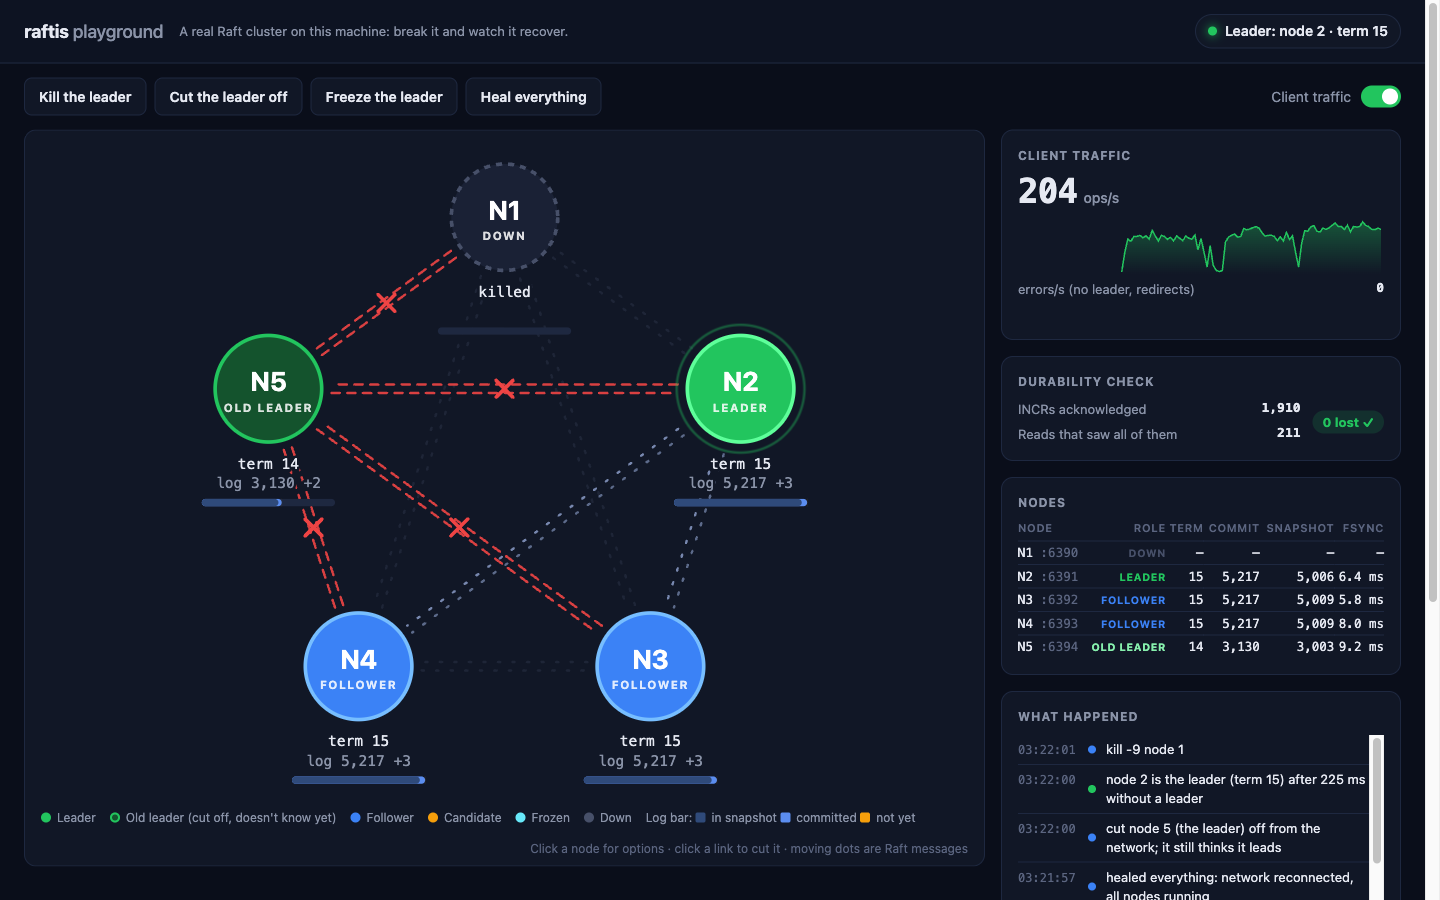 raftis playground
A real Raft cluster on this machine: break it and watch it recover.
Leader: node 2 · term 15
Kill the leader
Cut the leader off
Freeze the leader
Heal everything
Client traffic
N1
DOWN
killed
N5
OLD LEADER
term 14
log 3,130 +2
N2
LEADER
term 15
log 5,217 +3
N4
FOLLOWER
term 15
log 5,217 +3
N3
FOLLOWER
term 15
log 5,217 +3
Leader Old leader (cut off, doesn't know yet) Follower Candidate Frozen Down Log bar: in snapshot committed not yet
Click a node for options · click a link to cut it · moving dots are Raft messages
CLIENT TRAFFIC
204 ops/s
errors/s (no leader, redirects) 0
DURABILITY CHECK
INCRs acknowledged 1,910
Reads that saw all of them 211
0 lost ✓
NODES
NODE ROLE TERM COMMIT SNAPSHOT FSYNC
N1 :6390 DOWN – – – –
N2 :6391 LEADER 15 5,217 5,006 6.4 ms
N3 :6392 FOLLOWER 15 5,217 5,009 5.8 ms
N4 :6393 FOLLOWER 15 5,217 5,009 8.0 ms
N5 :6394 OLD LEADER 14 3,130 3,003 9.2 ms
WHAT HAPPENED
03:22:01 kill -9 node 1
03:22:00 node 2 is the leader (term 15) after 225 ms
without a leader
03:22:00 cut node 5 (the leader) off from the
network; it still thinks it leads
03:21:57 healed everything: network reconnected,
all nodes running